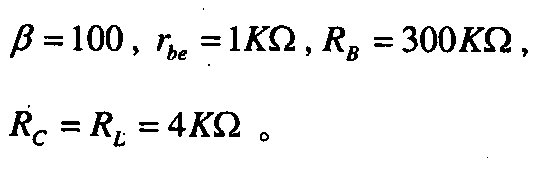 β = 100 , r_be = 1KΩ , R_B = 300KΩ ,
R_C = R_L = 4KΩ 。